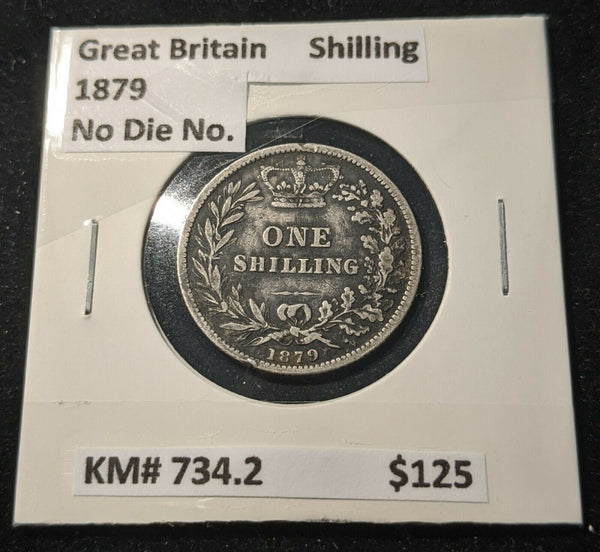 Great Britain Shilling
1879
No Die No.
ONE
SHILLING
1879
KM# 734.2 $125